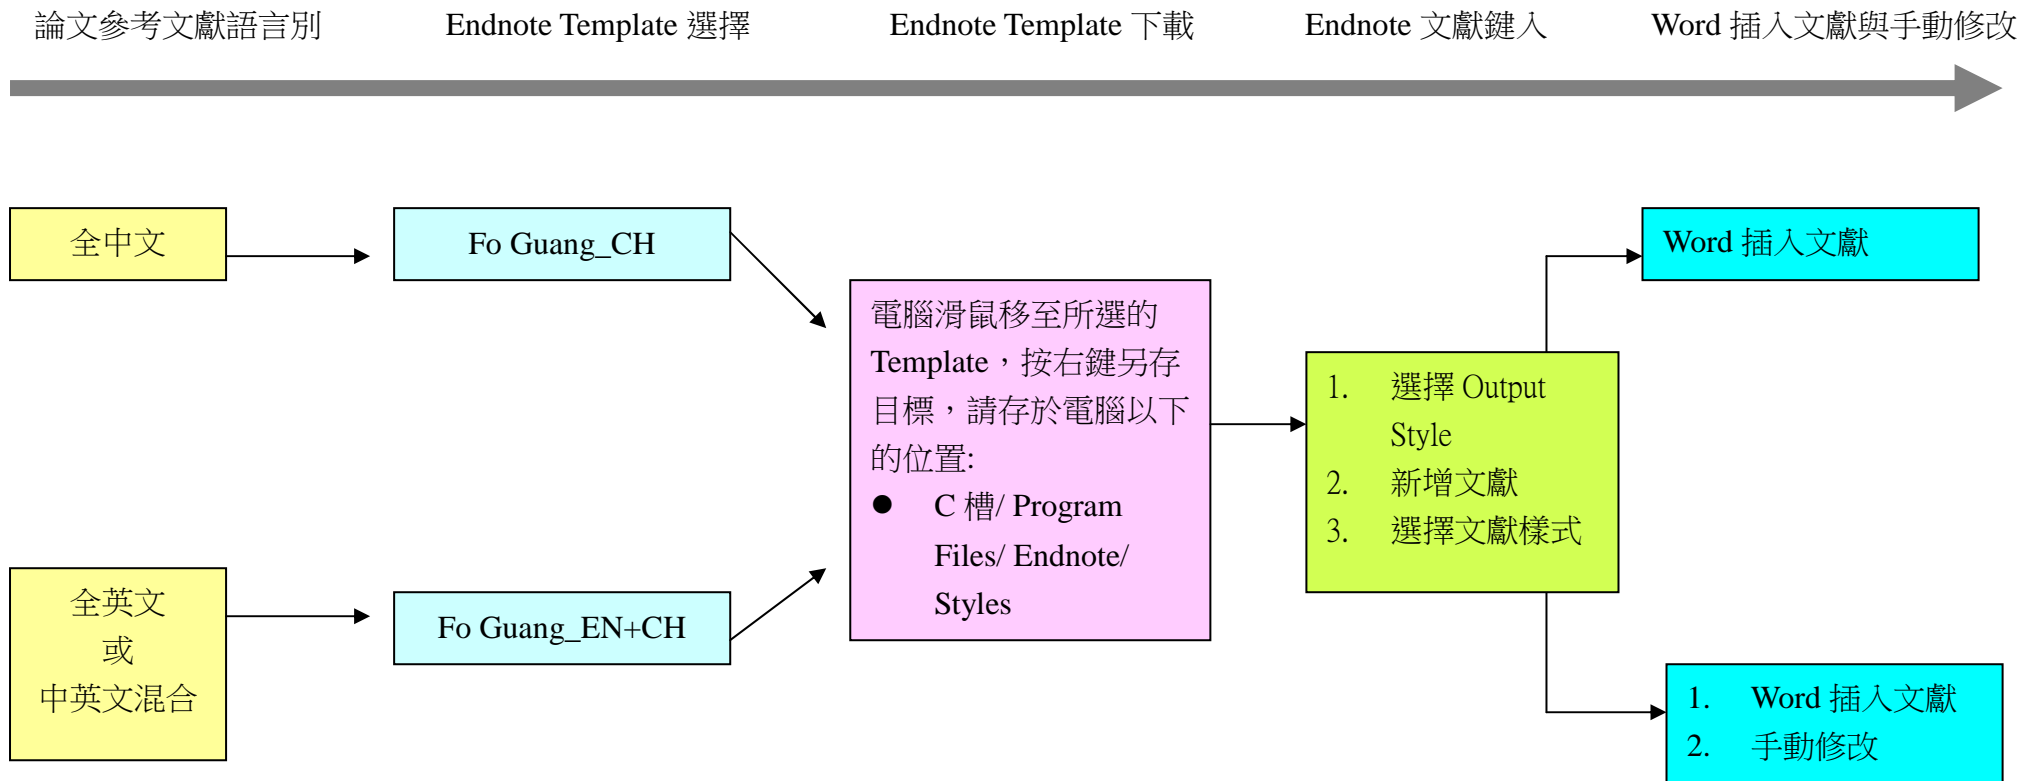 論文參考文獻語言別
Endnote Template 選擇
Endnote Template 下載
Endnote 文獻鍵入
Word 插入文獻與手動修改
全中文
Fo Guang_CH
全英文
或
中英文混合
Fo Guang_EN+CH
電腦滑鼠移至所選的
Template，按右鍵另存
目標，請存於電腦以下
的位置:
● C 槽/ Program
Files/ Endnote/
Styles
1. 選擇 Output
Style
2. 新增文獻
3. 選擇文獻樣式
Word 插入文獻
1. Word 插入文獻
2. 手動修改